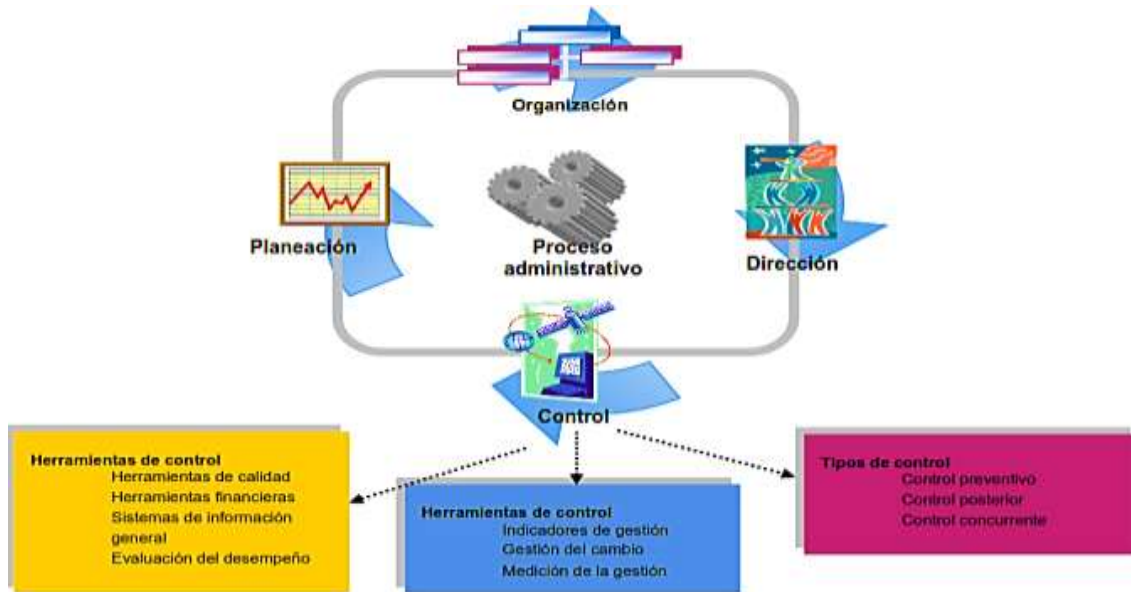 Organización
Planeación
Proceso
administrativo
Dirección
Control
Herramientas de control
Herramientas de calidad
Herramientas financieras
Sistemas de información
general
Evaluación del desempeño
Herramientas de control
Indicadores de gestión
Gestión del cambio
Medición de la gestión
Tipos de control
Control preventivo
Control posterior
Control concurrente